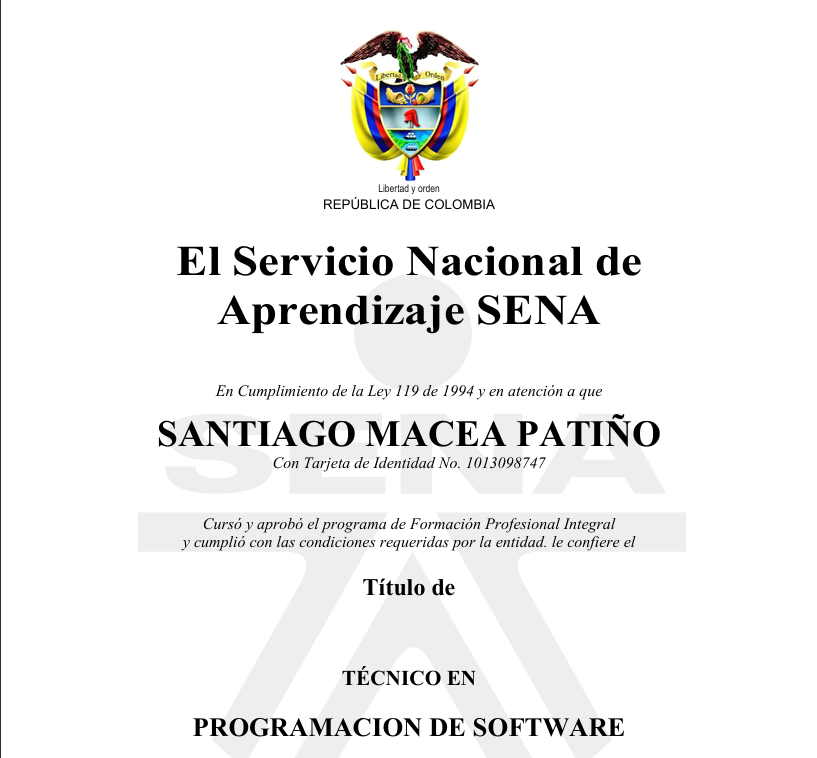 Libertad y Orden
Libertad y orden
REPÚBLICA DE COLOMBIA
El Servicio Nacional de
Aprendizaje SENA
En Cumplimiento de la Ley 119 de 1994 y en atención a que
SENA
SANTIAGO MACEA PATIÑO
Con Tarjeta de Identidad No. 1013098747
Cursó y aprobó el programa de Formación Profesional Integral
y cumplió con las condiciones requeridas por la entidad. le confiere el
Título de
TÉCNICO EN
PROGRAMACION DE SOFTWARE